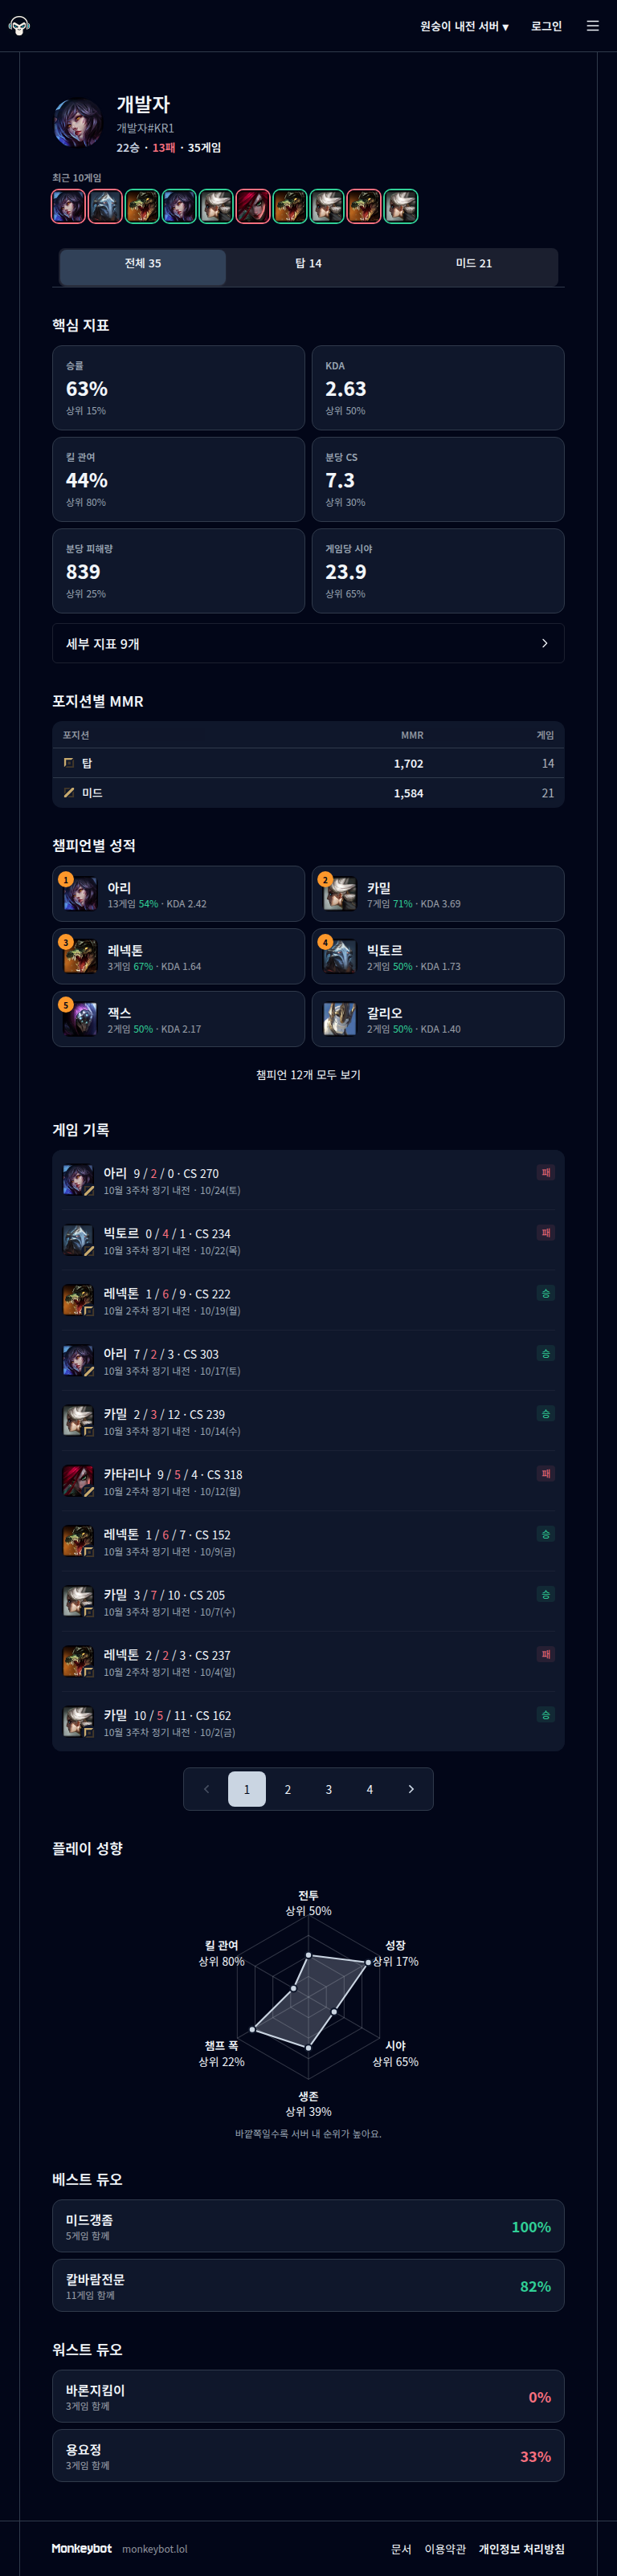 원숭이 내전 서버 ▾ 로그인
개발자
개발자#KR1
22승 · 13패 · 35게임
최근 10게임
전체 35 탑 14 미드 21
핵심 지표
승률 KDA
63% 2.63
상위 15% 상위 50%
킬 관여 분당 CS
44% 7.3
상위 80% 상위 30%
분당 피해량 게임당 시야
839 23.9
상위 25% 상위 65%
세부 지표 9개
포지션별 MMR
포지션 MMR 게임
탑 1,702 14
미드 1,584 21
챔피언별 성적
1 아리 2 카밀
13게임 54% · KDA 2.42 7게임 71% · KDA 3.69
3 레넥톤 4 빅토르
3게임 67% · KDA 1.64 2게임 50% · KDA 1.73
5 잭스 갈리오
2게임 50% · KDA 2.17 2게임 50% · KDA 1.40
챔피언 12개 모두 보기
게임 기록
아리 9 / 2 / 0 · CS 270 패
10월 3주차 정기 내전 · 10/24(토)
빅토르 0 / 4 / 1 · CS 234 패
10월 3주차 정기 내전 · 10/22(목)
레넥톤 1 / 6 / 9 · CS 222 승
10월 2주차 정기 내전 · 10/19(월)
아리 7 / 2 / 3 · CS 303 승
10월 3주차 정기 내전 · 10/17(토)
카밀 2 / 3 / 12 · CS 239 승
10월 3주차 정기 내전 · 10/14(수)
카타리나 9 / 5 / 4 · CS 318 패
10월 2주차 정기 내전 · 10/12(월)
레넥톤 1 / 6 / 7 · CS 152 승
10월 3주차 정기 내전 · 10/9(금)
카밀 3 / 7 / 10 · CS 205 승
10월 3주차 정기 내전 · 10/7(수)
레넥톤 2 / 2 / 3 · CS 237 패
10월 2주차 정기 내전 · 10/4(일)
카밀 10 / 5 / 11 · CS 162 승
10월 3주차 정기 내전 · 10/2(금)
1 2 3 4
플레이 성향
전투
상위 50%
킬 관여 성장
상위 80% 상위 17%
챔프 폭 시야
상위 22% 상위 65%
생존
상위 39%
바깥쪽일수록 서버 내 순위가 높아요.
베스트 듀오
미드갱좀 100%
5게임 함께
칼바람전문 82%
11게임 함께
워스트 듀오
바론지킴이 0%
3게임 함께
용요정 33%
3게임 함께
Monkeybot monkeybot.lol 문서 이용약관 개인정보 처리방침